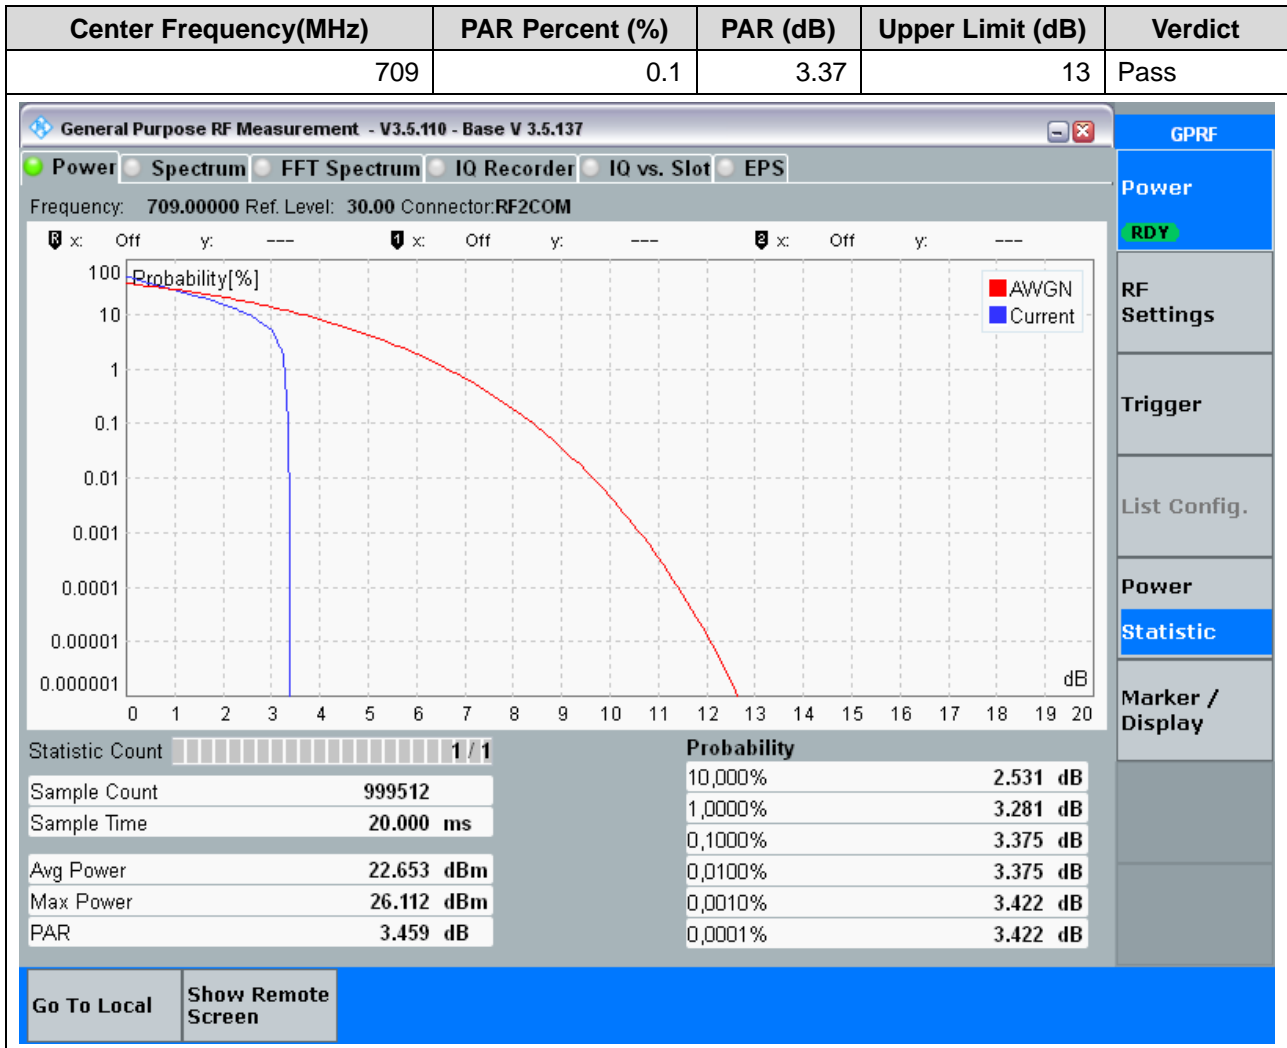 Center Frequency(MHz) PAR Percent (%) PAR (dB) Upper Limit (dB) Verdict
709 0.1 3.37 13 Pass
General Purpose RF Measurement - V3.5.110 - Base V 3.5.137
GPRF
Power Spectrum FFT Spectrum IQ Recorder IQ vs. Slot EPS
Power
RDY
Frequency: 709.00000 Ref. Level: 30.00 Connector:RF2COM
R x: Off y: --- 1 x: Off y: --- 2 x: Off y: ---
Probability[%]
AWGN
Current
100
10
1
0.1
0.01
0.001
0.0001
0.00001
0.000001
dB
0 1 2 3 4 5 6 7 8 9 10 11 12 13 14 15 16 17 18 19 20
RF
Settings
Trigger
List Config.
Power
Statistic
Marker /
Display
Statistic Count 1 / 1
Sample Count 999512
Sample Time 20.000 ms
Avg Power 22.653 dBm
Max Power 26.112 dBm
PAR 3.459 dB
Probability
10,000% 2.531 dB
1,0000% 3.281 dB
0,1000% 3.375 dB
0,0100% 3.375 dB
0,0010% 3.422 dB
0,0001% 3.422 dB
Go To Local
Show Remote
Screen